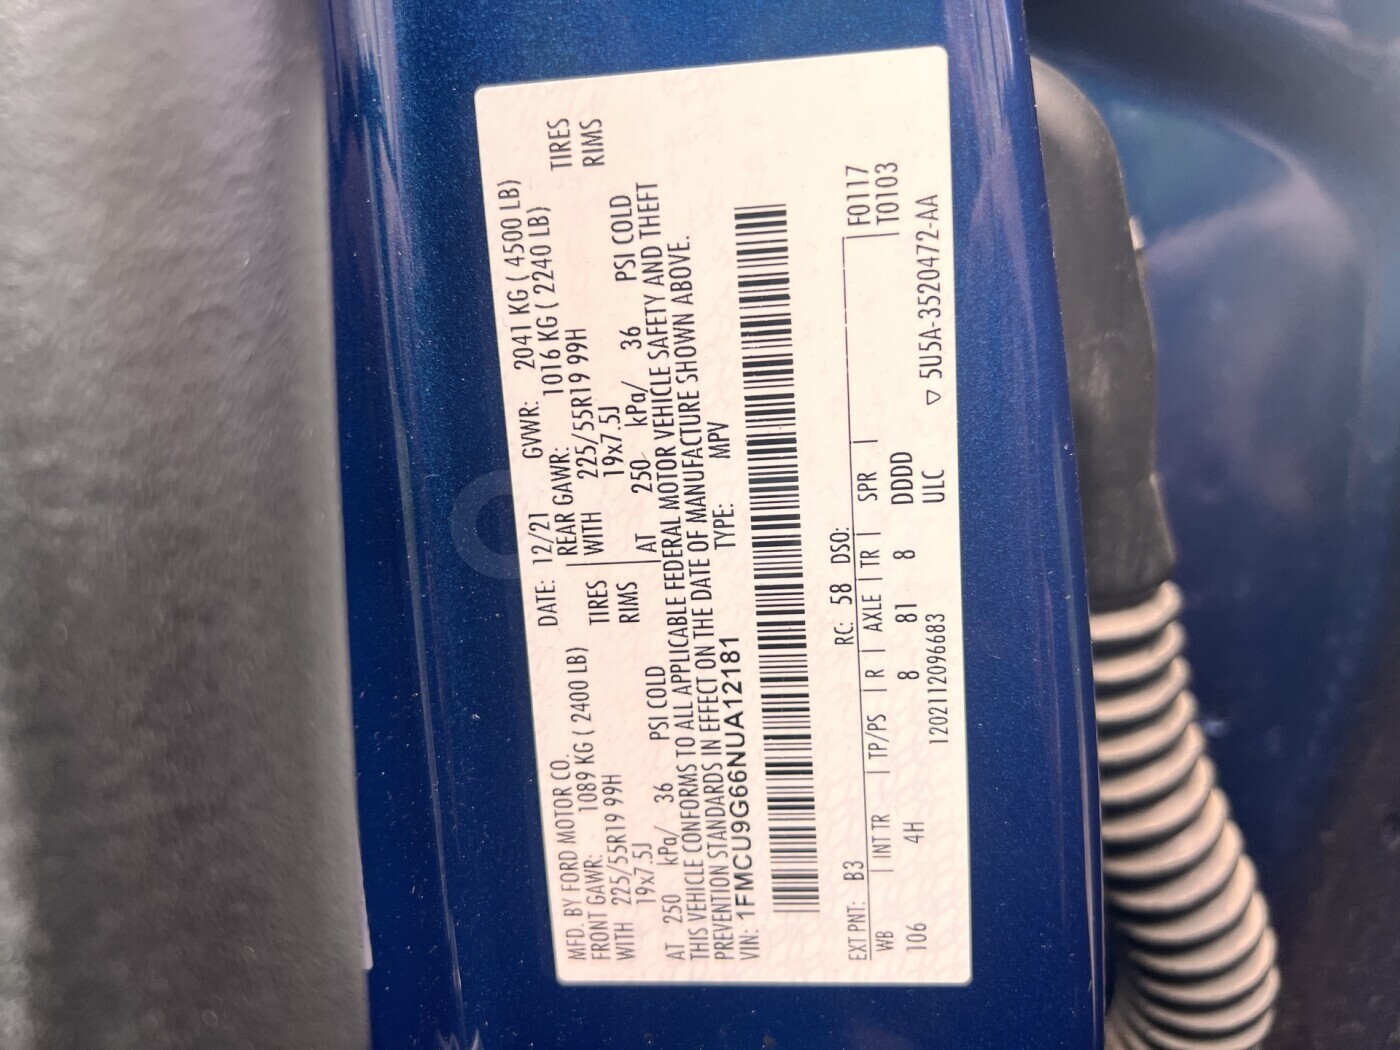 MFD. BY FORD MOTOR CO. DATE: 12/21 GVWR: 2041 KG ( 4500 LB)
FRONT GAWR: 1089 KG ( 2400 LB) REAR GAWR: 1016 KG ( 2240 LB)
WITH 225/55R19 99H TIRES WITH 225/55R19 99H TIRES
19x7.5J RIMS 19x7.5J RIMS
AT 250 kPa/ 36 PSI COLD AT 250 kPa/ 36 PSI COLD
THIS VEHICLE CONFORMS TO ALL APPLICABLE FEDERAL MOTOR VEHICLE SAFETY AND THEFT
PREVENTION STANDARDS IN EFFECT ON THE DATE OF MANUFACTURE SHOWN ABOVE.
VIN: 1FMCU9G66NUA12181 TYPE: MPV
EXT PNT: B3 RC: 58 DSO: F0117
WB INT TR TP/PS R AXLE TR SPR T0103
106 4H 8 81 8 DDDD
1202112096683 ULC ▽ 5U5A-3520472-AA